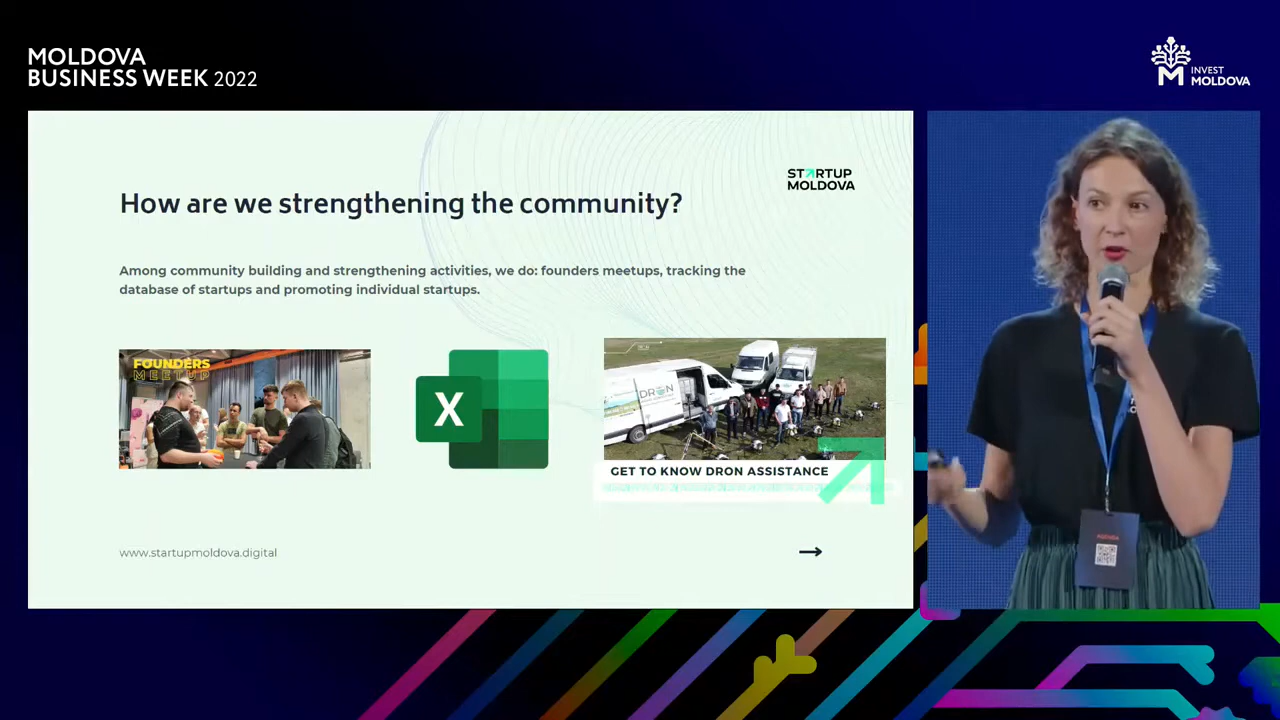 MOLDOVA
BUSINESS WEEK 2022
INVEST
MOLDOVA
STARTUP
MOLDOVA
How are we strengthening the community?
Among community building and strengthening activities, we do: founders meetups, tracking the
database of startups and promoting individual startups.
FOUNDERS
MEETUP
X
DRON
GET TO KNOW DRON ASSISTANCE
www.startupmoldova.digital
AGENDA